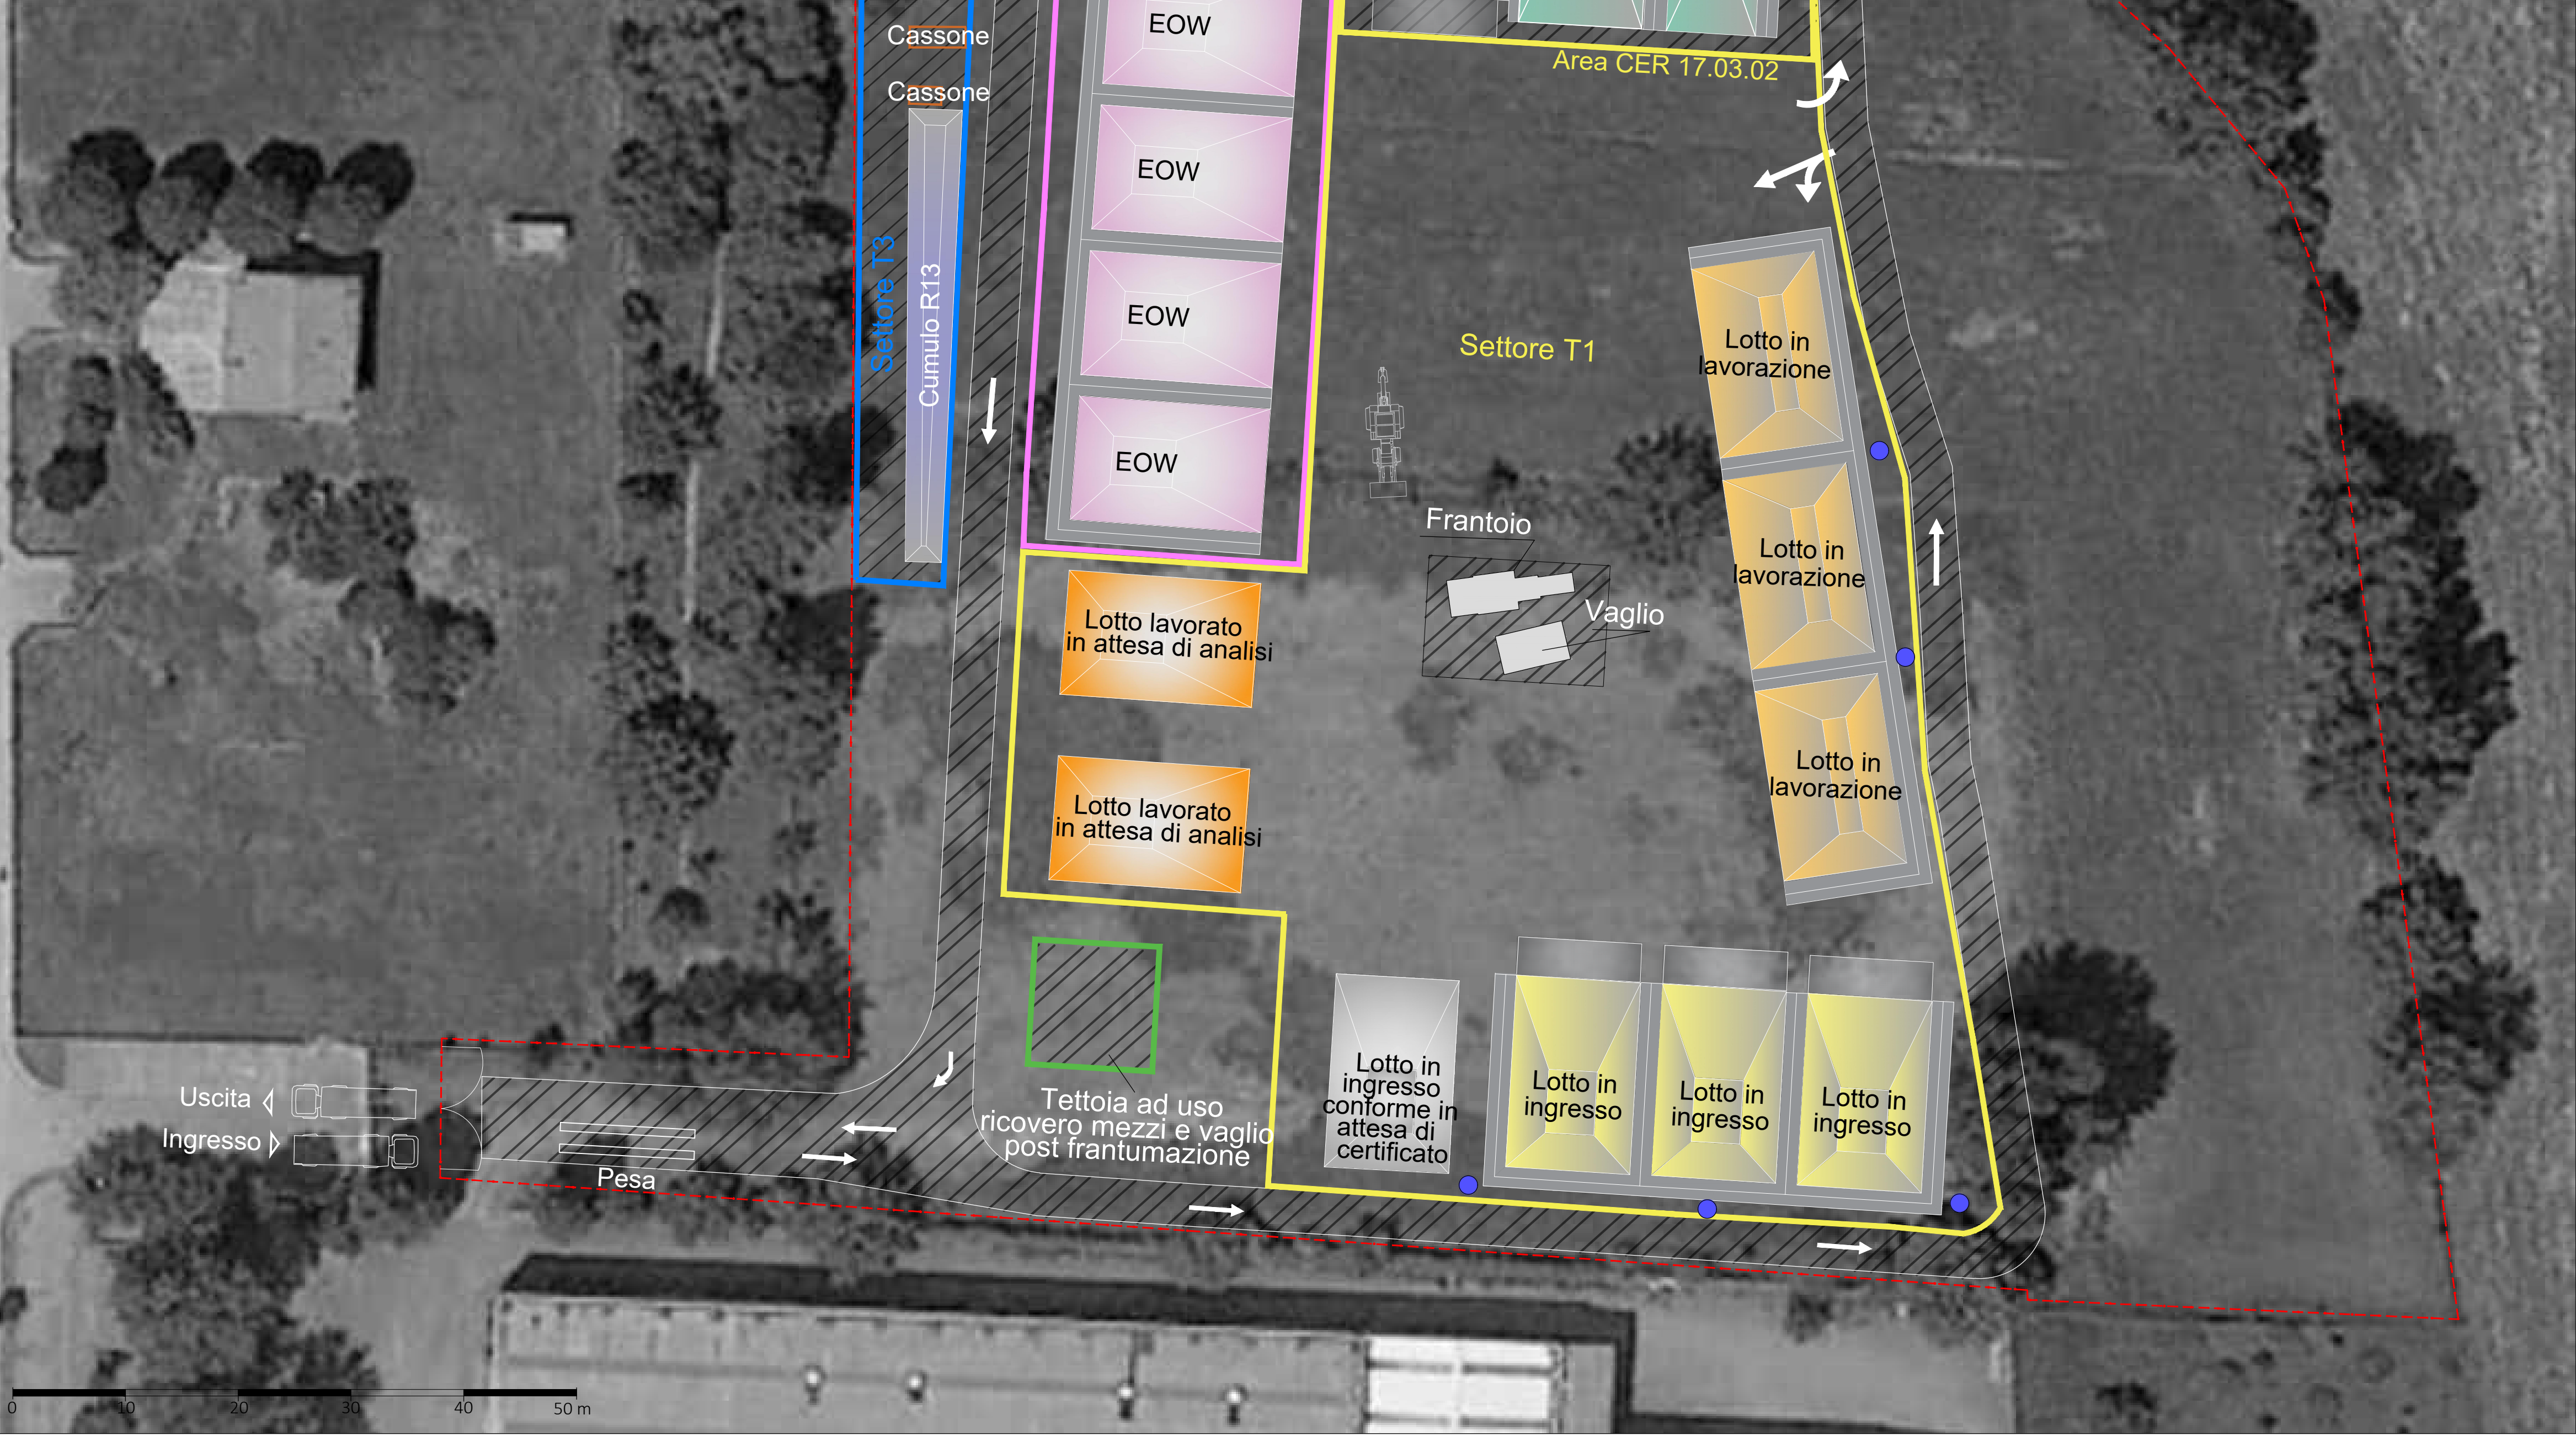 Cassone
EOW
Area CER 17.03.02
Cassone
EOW
Settore T3
Cumulo R13
EOW
Settore T1
Lotto in
lavorazione
EOW
Frantoio
Vaglio
Lotto in
lavorazione
Lotto lavorato
in attesa di analisi
Lotto in
lavorazione
Lotto lavorato
in attesa di analisi
Tettoia ad uso
ricovero mezzi e vaglio
post frantumazione
Lotto in
ingresso
conforme in
attesa di
certificato
Lotto in
ingresso
Lotto in
ingresso
Lotto in
ingresso
Uscita
Ingresso
Pesa
0 10 20 30 40 50 m